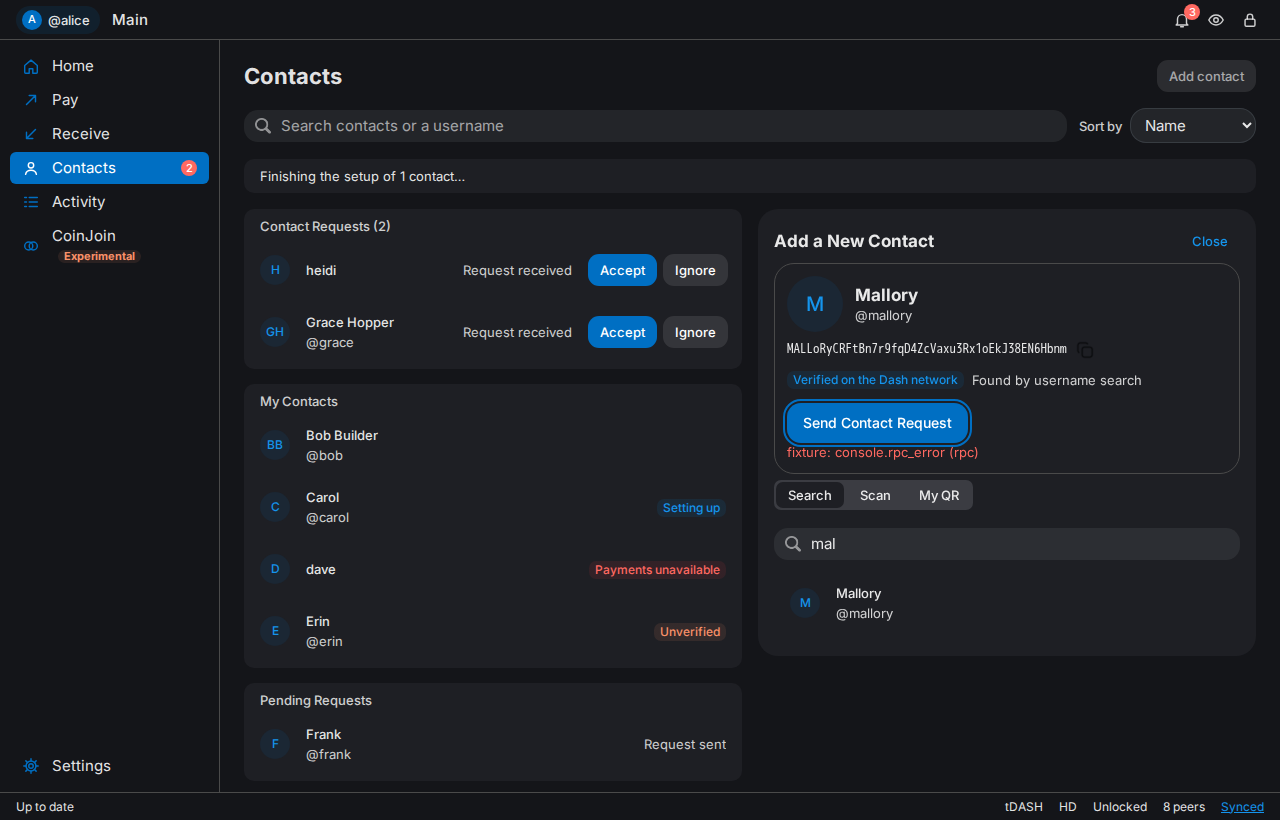 A @alice Main 3
Home
Pay
Receive
Contacts 2
Activity
CoinJoin
Experimental
Settings
Contacts
Add contact
Search contacts or a username
Sort by Name
Finishing the setup of 1 contact...
Contact Requests (2)
H heidi Request received Accept Ignore
GH Grace Hopper
@grace
Request received Accept Ignore
My Contacts
BB Bob Builder
@bob
C Carol
@carol
Setting up
D dave Payments unavailable
E Erin
@erin
Unverified
Pending Requests
F Frank
@frank
Request sent
Add a New Contact Close
M Mallory
@mallory
MALLoRyCRFtBn7r9fqD4ZcVaxu3Rx1oEkJ38EN6Hbnm
Verified on the Dash network Found by username search
Send Contact Request
fixture: console.rpc_error (rpc)
Search Scan My QR
mal
M Mallory
@mallory
Up to date tDASH HD Unlocked 8 peers Synced